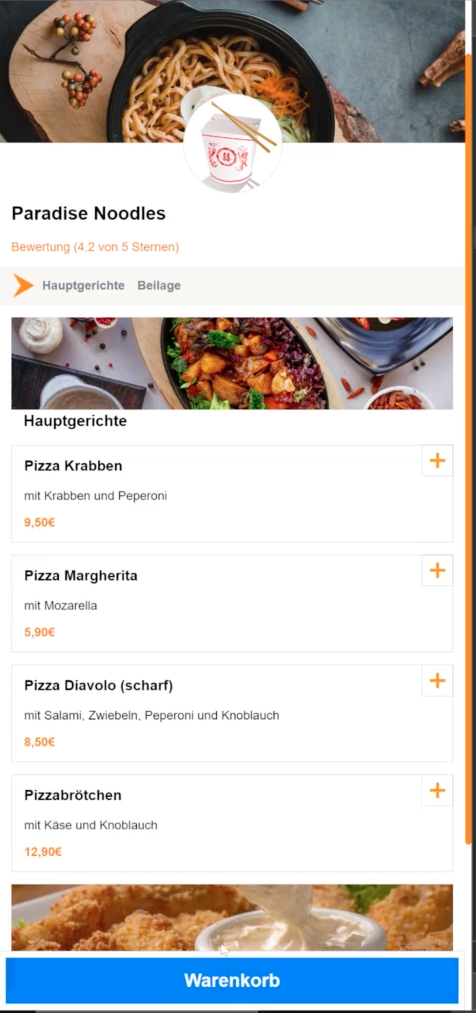 Paradise Noodles
Bewertung (4,2 von 5 Sternen)
Hauptgerichte Beilage
Hauptgerichte
Pizza Krabben
mit Krabben und Peperoni
9,50€
Pizza Margherita
mit Mozarella
5,90€
Pizza Diavolo (scharf)
mit Salami, Zwiebeln, Peperoni und Knoblauch
8,50€
Pizzabrötchen
mit Käse und Knoblauch
12,90€
Warenkorb